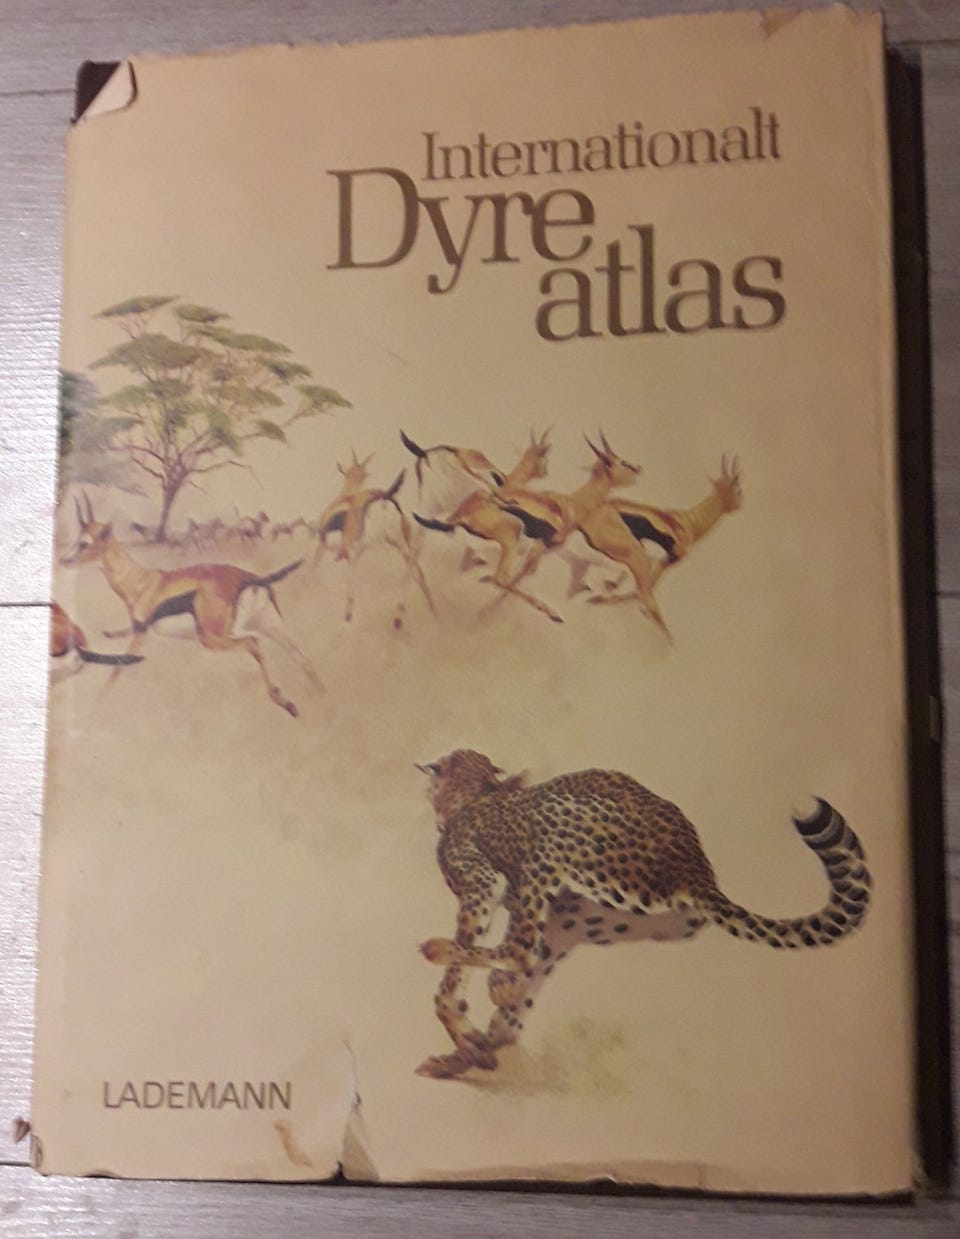 Internationalt
Dyre
atlas
LADEMANN